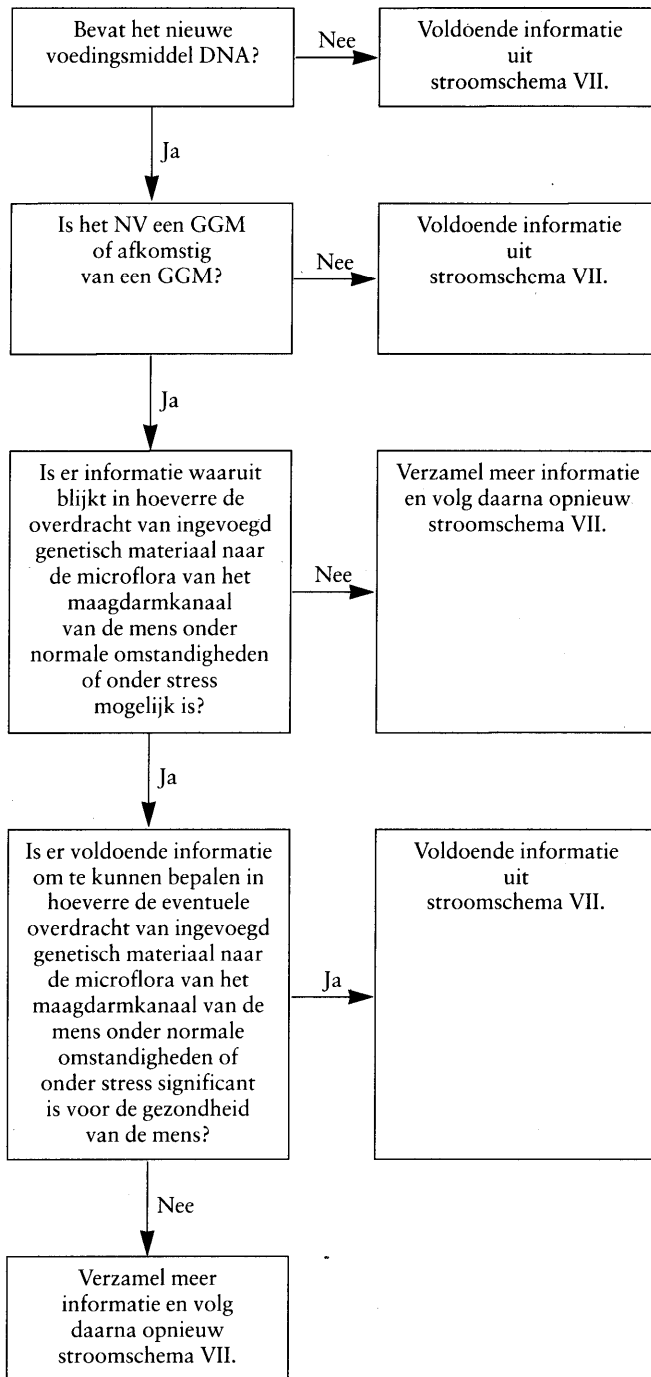 Bevat het nieuwe
voedingsmiddel DNA?
Nee
Voldoende informatie
uit
stroomschema VII.
Ja
Is het NV een GGM
of afkomstig
van een GGM?
Nee
Voldoende informatie
uit
stroomschema VII.
Ja
Is er informatie waaruit
blijkt in hoeverre de
overdracht van ingevoegd
genetisch materiaal naar
de microflora van het
maagdarmkanaal
van de mens onder
normale omstandigheden
of onder stress
mogelijk is?
Nee
Verzamel meer informatie
en volg daarna opnieuw
stroomschema VII.
Ja
Is er voldoende informatie
om te kunnen bepalen in
hoeverre de eventuele
overdracht van ingevoegd
genetisch materiaal naar
de microflora van het
maagdarmkanaal van de
mens onder normale
omstandigheden of
onder stress significant
is voor de gezondheid
van de mens?
Ja
Voldoende informatie
uit
stroomschema VII.
Nee
Verzamel meer
informatie en volg
daarna opnieuw
stroomschema VII.